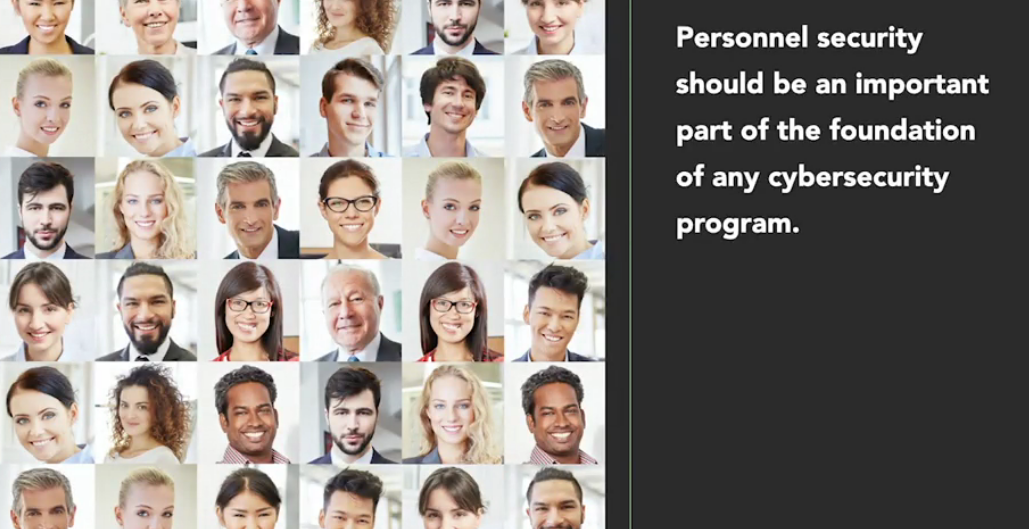 Personnel security
should be an important
part of the foundation
of any cybersecurity
program.